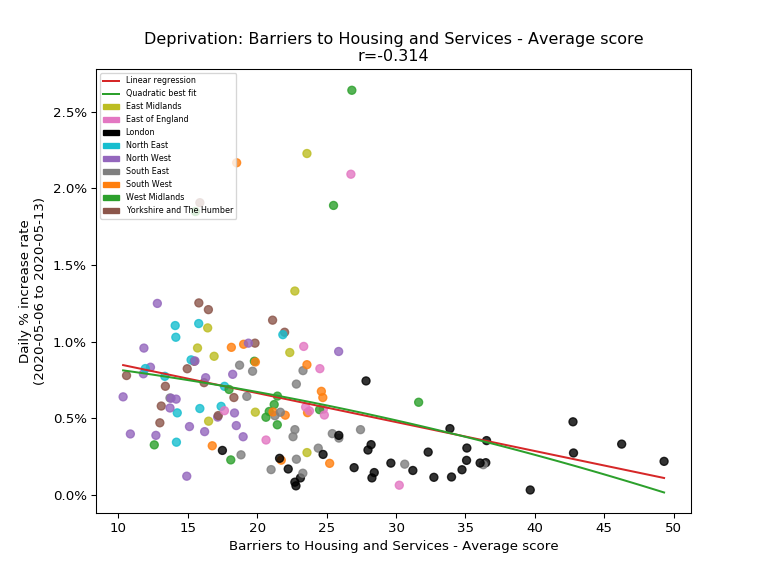 Deprivation: Barriers to Housing and Services - Average score
r=-0.314
Daily % increase rate
(2020-05-06 to 2020-05-13)
2.5%
2.0%
1.5%
1.0%
0.5%
0.0%
Linear regression
Quadratic best fit
East Midlands
East of England
London
North East
North West
South East
South West
West Midlands
Yorkshire and The Humber
10 15 20 25 30 35 40 45 50
Barriers to Housing and Services - Average score